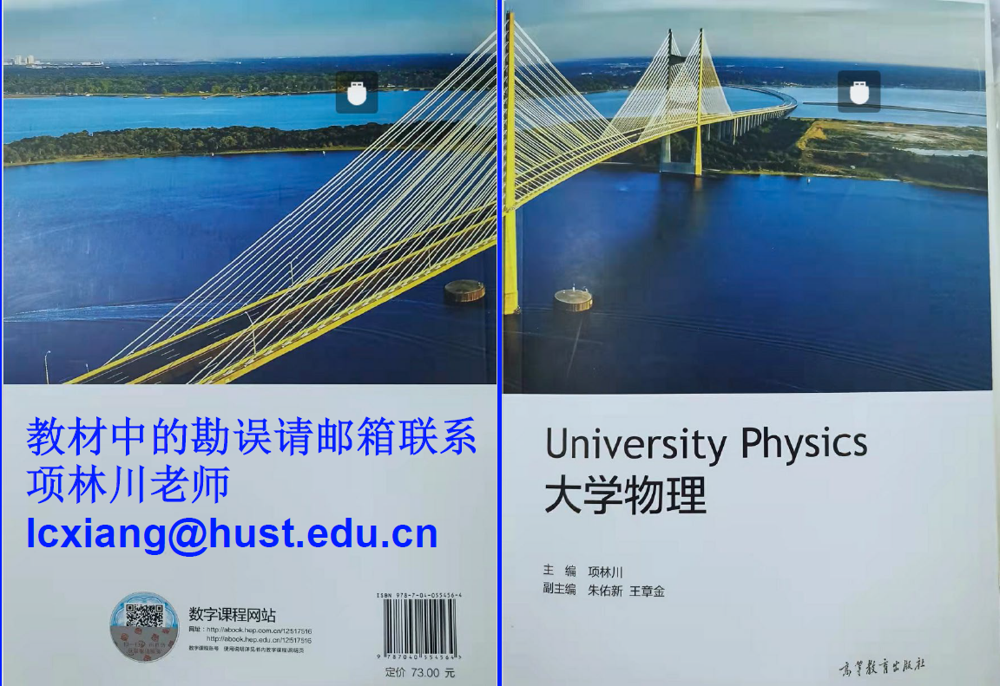 教材中的勘误请邮箱联系
项林川老师
lcxiang@hust.edu.cn
数字课程网站
网址：http://abook.hep.com.cn/12517516
http://abook.hep.edu.cn/12517516
数字课程账号 使用说明详见书内数字课程说明页
ISBN 978-7-04-055456-4
9 787040 554564 >
定价 73.00 元
University Physics
大学物理
主 编 项林川
副主编 朱佑新 王章金
高等教育出版社